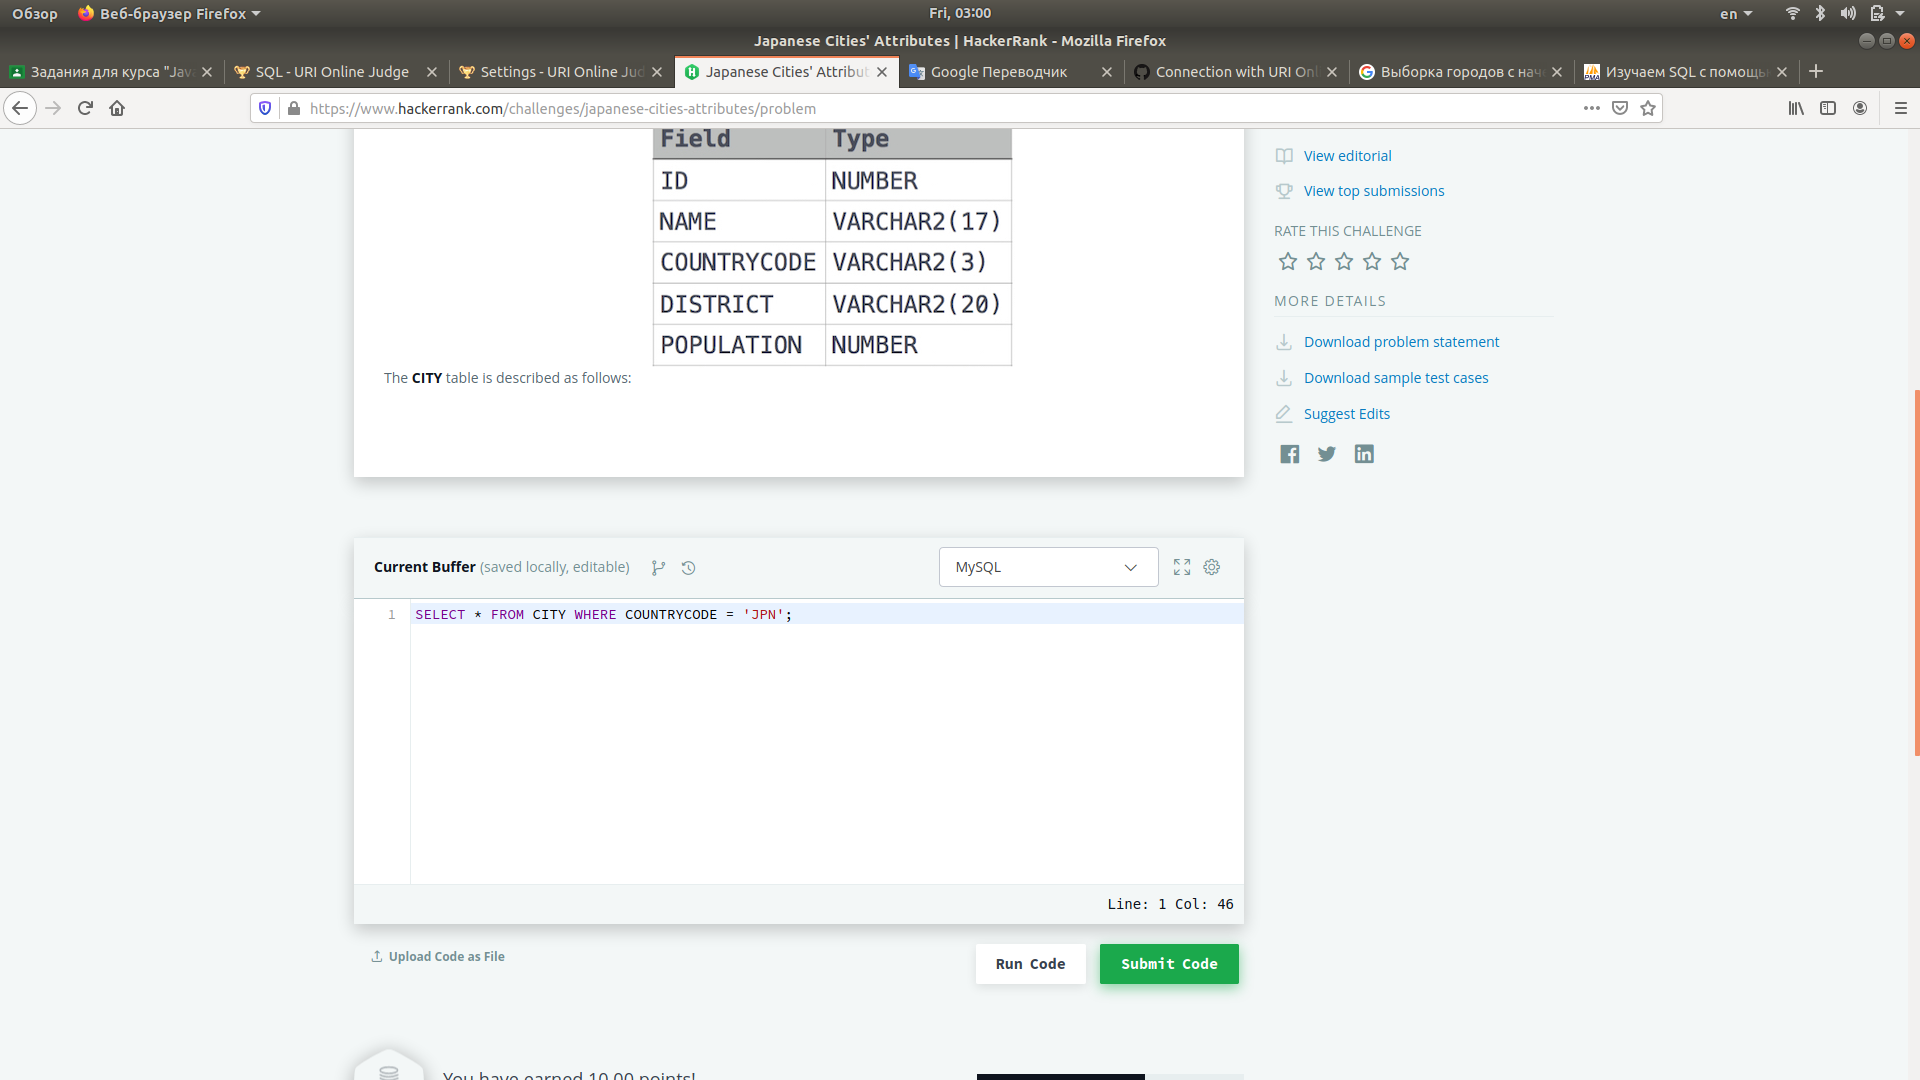 Обзор Веб-браузер Firefox Fri, 03:00 en
Japanese Cities' Attributes | HackerRank - Mozilla Firefox
Задания для курса "Jav SQL - URI Online Judge Settings - URI Online Jud Japanese Cities' Attribut Google Переводчик Connection with URI Onl Выборка городов с нач Изучаем SQL с помощь
https://www.hackerrank.com/challenges/japanese-cities-attributes/problem
Field Type
ID NUMBER
NAME VARCHAR2(17)
COUNTRYCODE VARCHAR2(3)
DISTRICT VARCHAR2(20)
POPULATION NUMBER
The CITY table is described as follows:
View editorial
View top submissions
RATE THIS CHALLENGE
MORE DETAILS
Download problem statement
Download sample test cases
Suggest Edits
Current Buffer (saved locally, editable) MySQL
1 SELECT * FROM CITY WHERE COUNTRYCODE = 'JPN';
Line: 1 Col: 46
Upload Code as File Run Code Submit Code
You have earned 10.00 points!